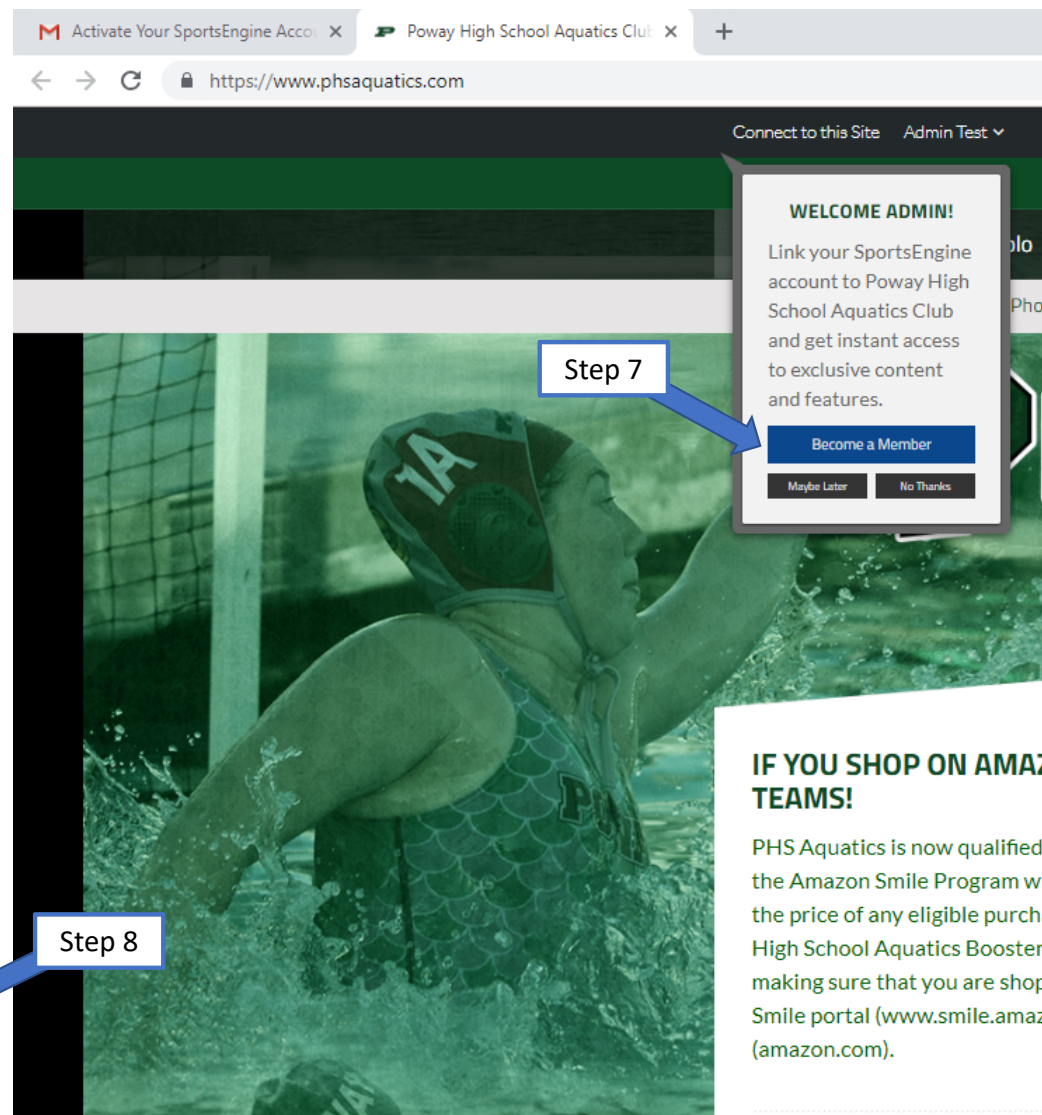 Activate Your SportsEngine Accou
Poway High School Aquatics Club
https://www.phsaquatics.com
Connect to this Site Admin Test
WELCOME ADMIN!
Link your SportsEngine
account to Poway High
School Aquatics Club
and get instant access
to exclusive content
and features.
Become a Member
Maybe Later No Thanks
olo
Pho
Step 7
1A
Step 8
IF YOU SHOP ON AMAZ
TEAMS!
PHS Aquatics is now qualified
the Amazon Smile Program w
the price of any eligible purch
High School Aquatics Booster
making sure that you are shop
Smile portal (www.smile.amaz
(amazon.com).